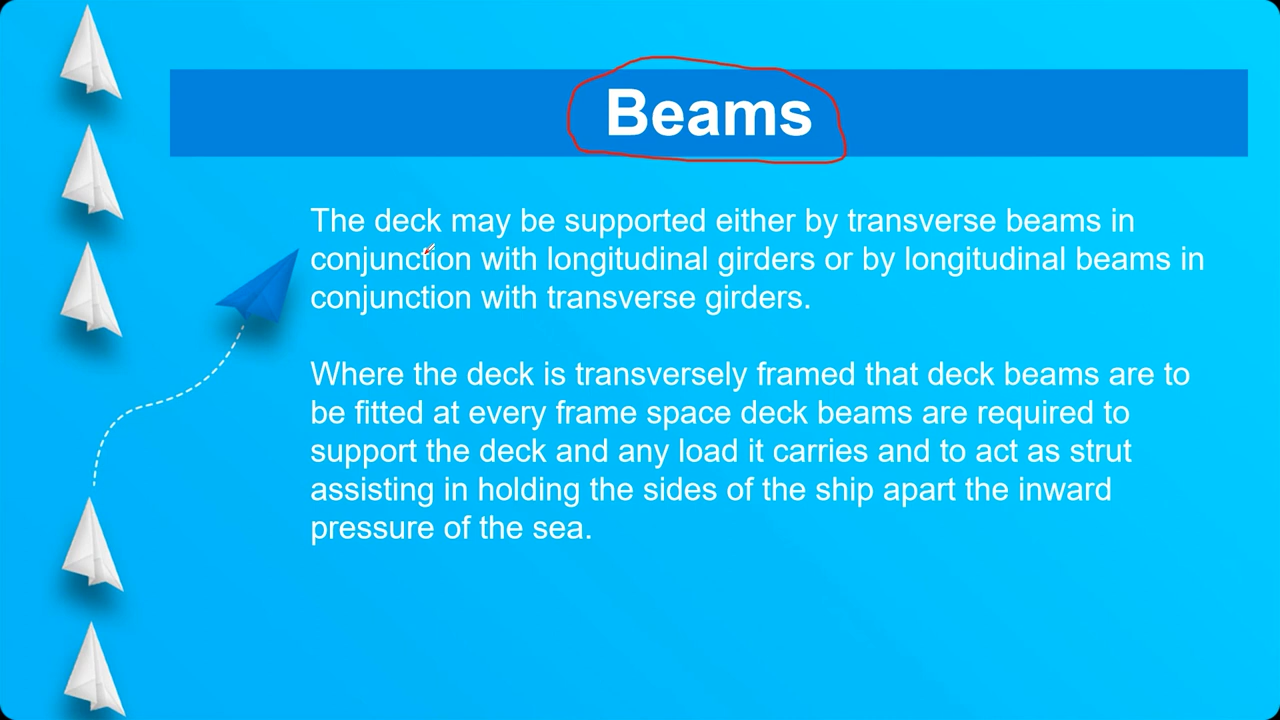 Beams
The deck may be supported either by transverse beams in
conjunction with longitudinal girders or by longitudinal beams in
conjunction with transverse girders.
Where the deck is transversely framed that deck beams are to
be fitted at every frame space deck beams are required to
support the deck and any load it carries and to act as strut
assisting in holding the sides of the ship apart the inward
pressure of the sea.